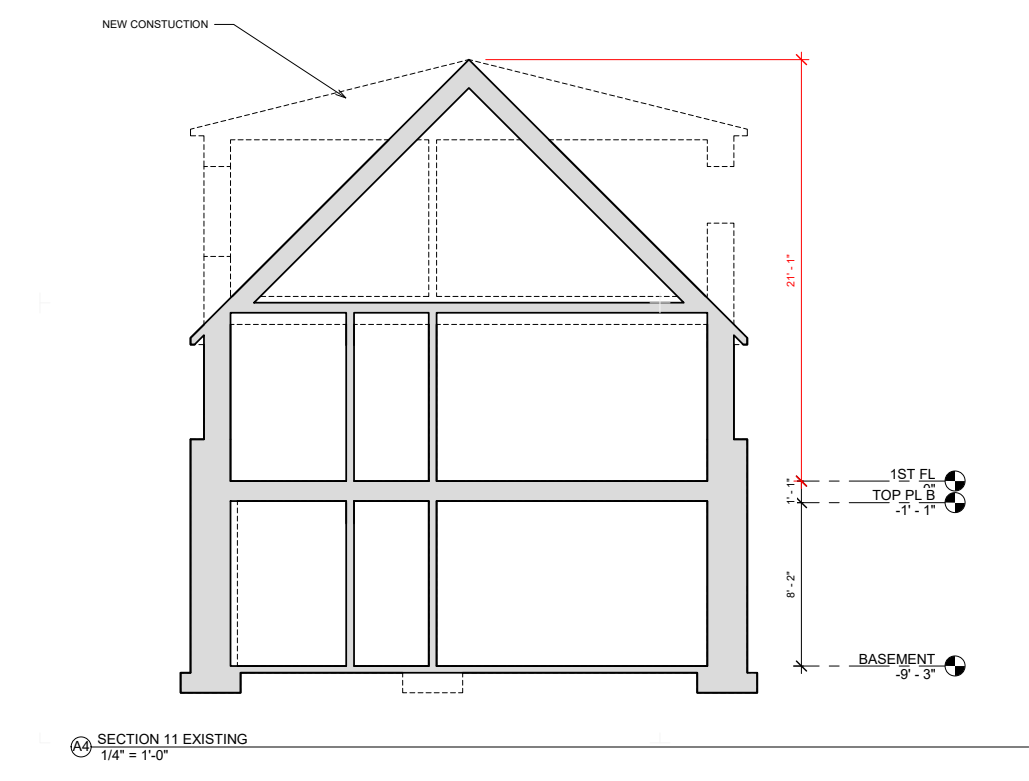 NEW CONSTUCTION
21' - 1"
1ST FL
0"
1' - 1"
TOP PL B
-1' - 1"
8' - 2"
BASEMENT
-9' - 3"
A4
SECTION 11 EXISTING
1/4" = 1'-0"